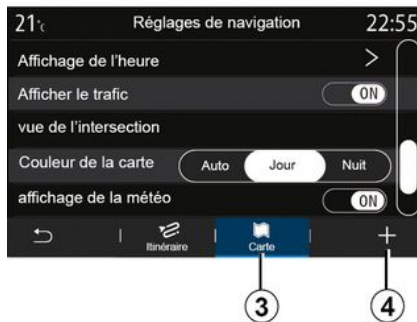 21°c Réglages de navigation 22:55
Affichage de l'heure >
Afficher le trafic ON
vue de l'intersection
Couleur de la carte Auto Jour Nuit
affichage de la météo ON
Itinéraire Carte +
3 4